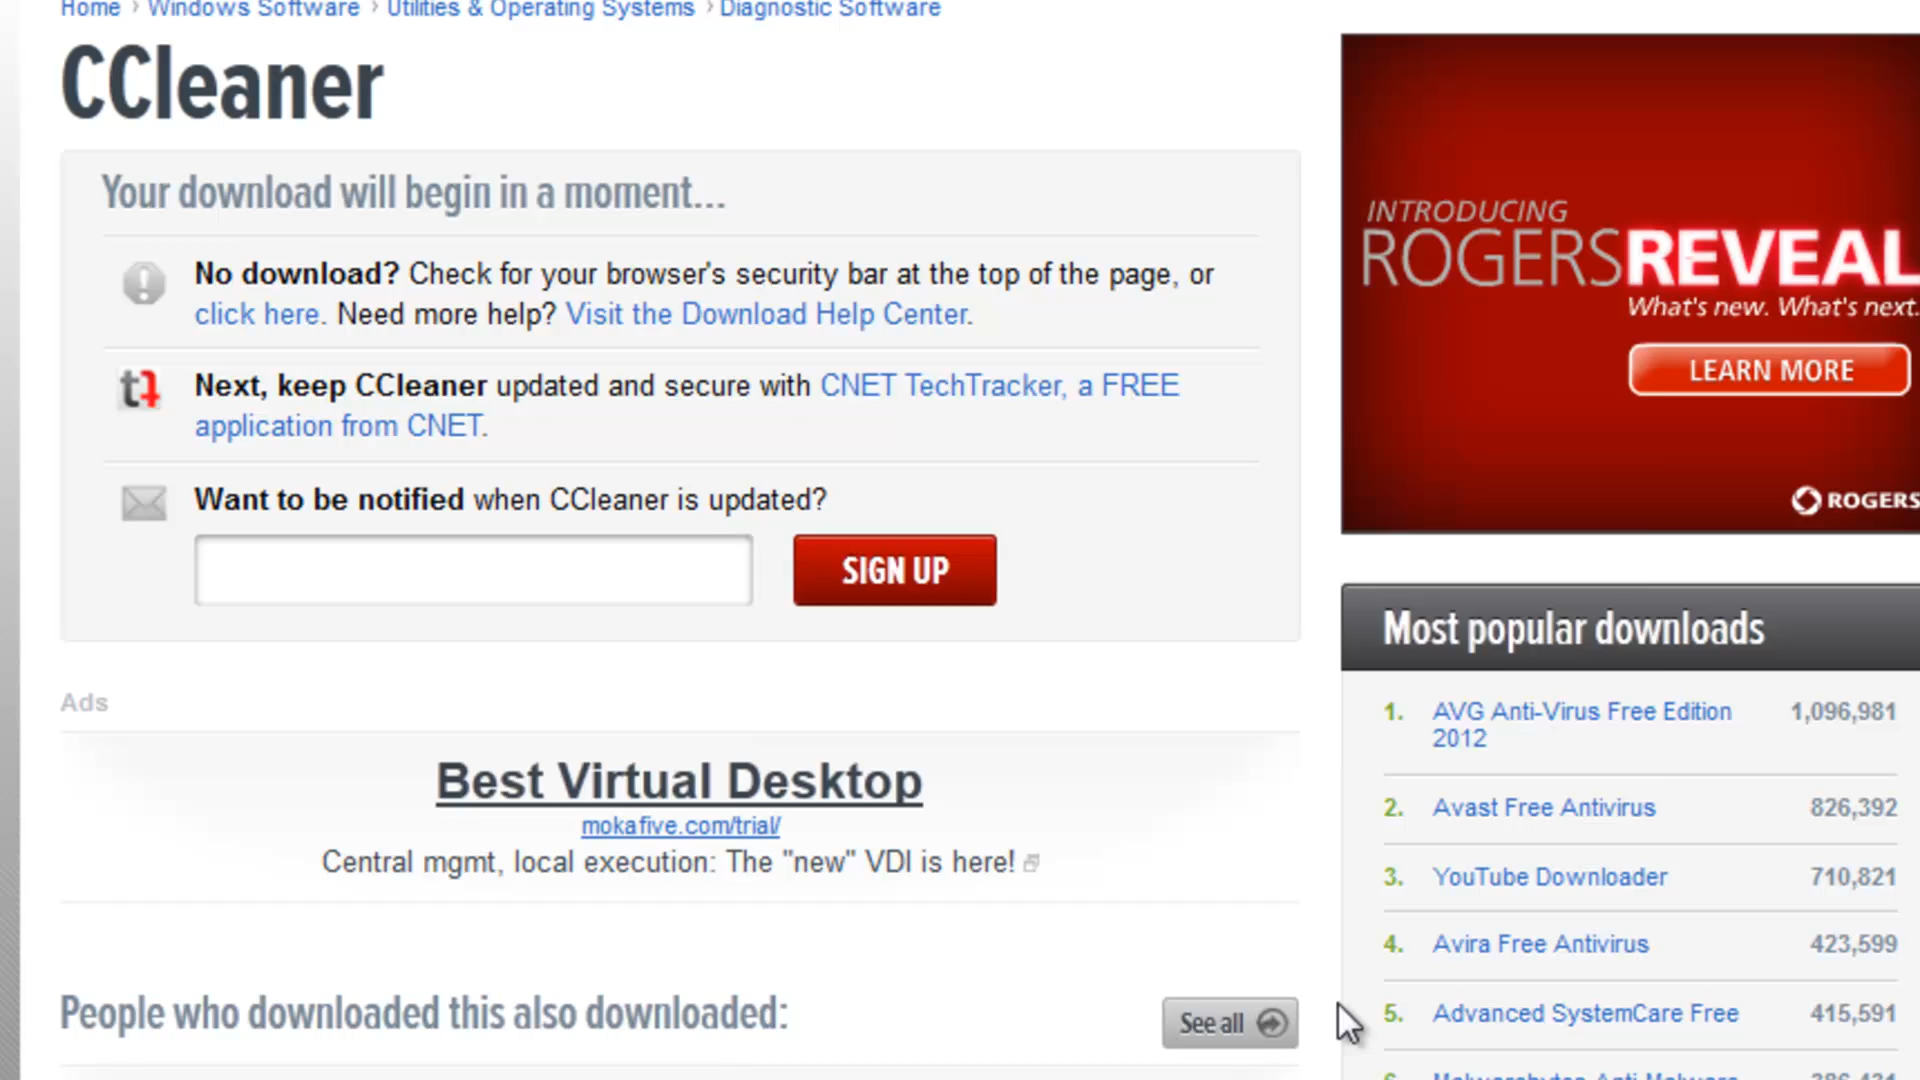 Home › Windows Software › Utilities & Operating Systems › Diagnostic Software
CCleaner
Your download will begin in a moment...
No download? Check for your browser's security bar at the top of the page, or
click here. Need more help? Visit the Download Help Center.
Next, keep CCleaner updated and secure with CNET TechTracker, a FREE
application from CNET.
Want to be notified when CCleaner is updated?
SIGN UP
Ads
Best Virtual Desktop
mokafive.com/trial/
Central mgmt, local execution: The "new" VDI is here!
People who downloaded this also downloaded:
See all
INTRODUCING
ROGERSREVEAL
What's new. What's next.
LEARN MORE
ROGERS
Most popular downloads
1. AVG Anti-Virus Free Edition 1,096,981
2012
2. Avast Free Antivirus 826,392
3. YouTube Downloader 710,821
4. Avira Free Antivirus 423,599
5. Advanced SystemCare Free 415,591